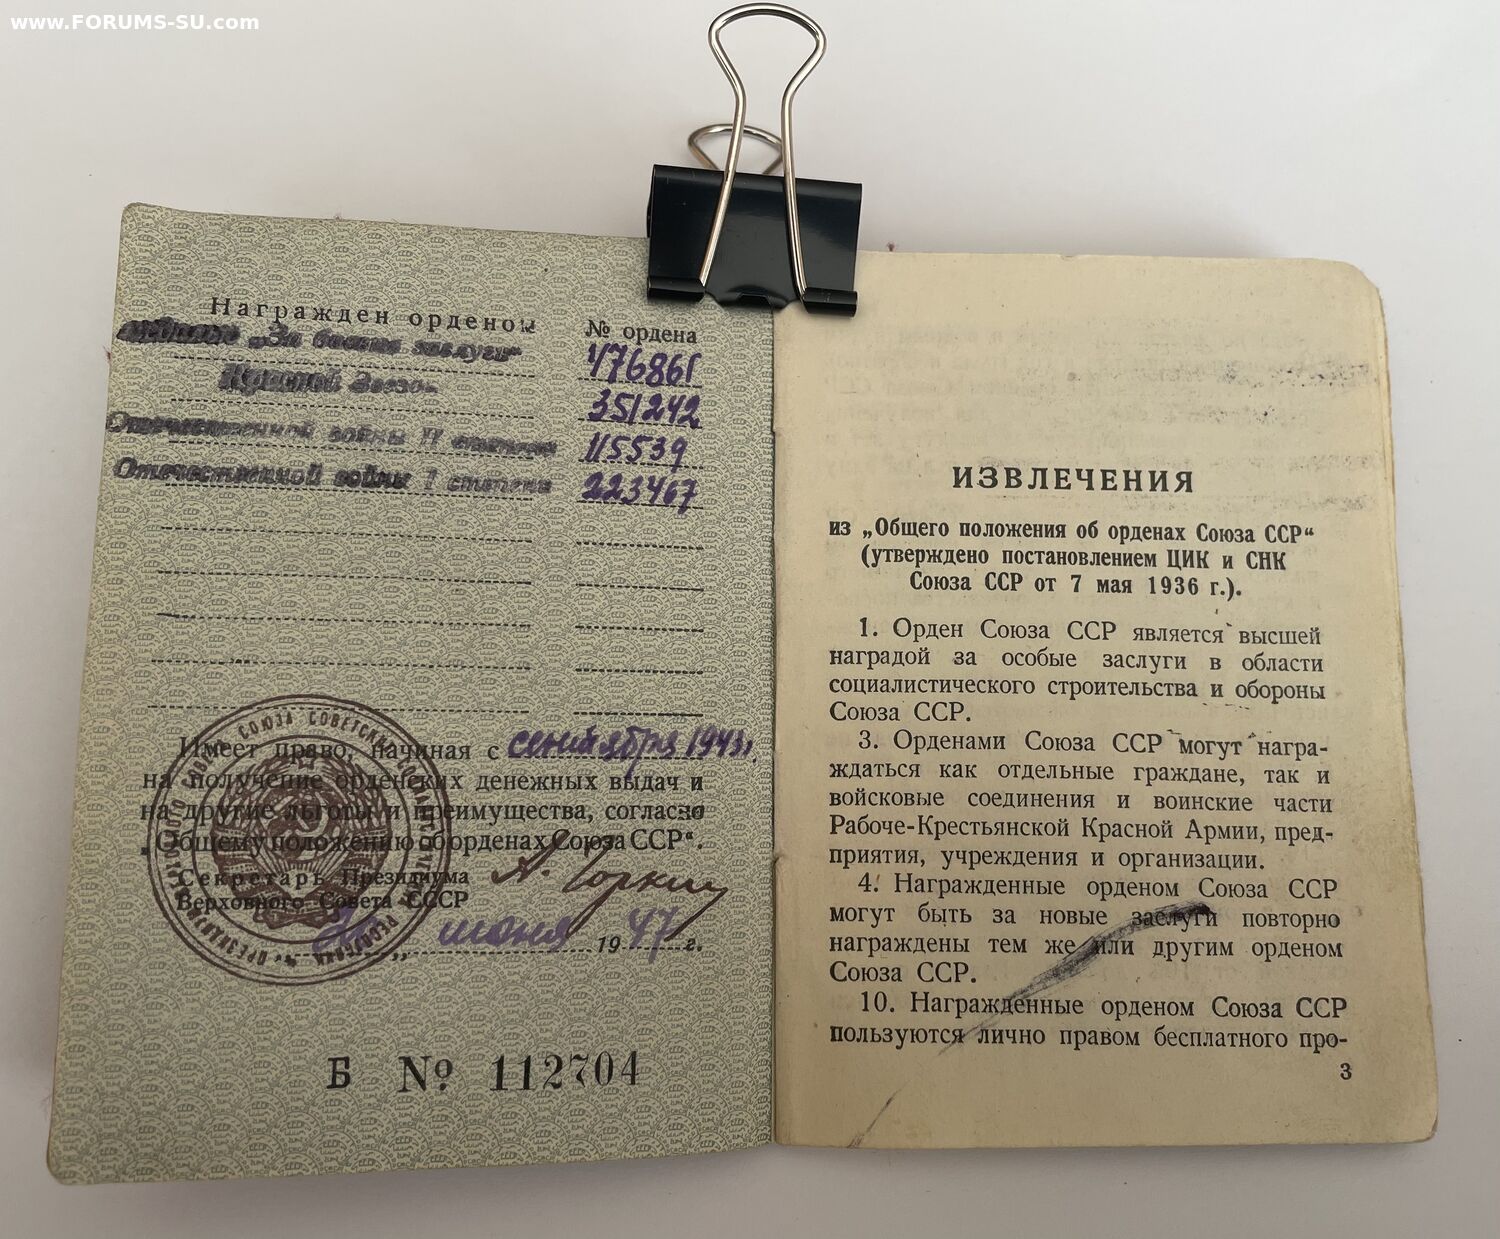 www.FORUMS-SU.com
Награжден орденом
№ ордена
медалью „За боевые заслуги“
476861
Красной Звезд
351242
Отечественной войны II степени
115539
Отечественной войны I степени
223467
Имеет право, начиная с сентября 1943 г.
на получение орденских денежных выдач и
на другие льготы и преимущества, согласно
„Общему положению об орденах Союза ССР“.
Секретарь Президиума
Верховного Совета СССР
А. Горкин
июня 1947 г.
Б № 112704
ИЗВЛЕЧЕНИЯ
из „Общего положения об орденах Союза ССР“
(утверждено постановлением ЦИК и СНК
Союза ССР от 7 мая 1936 г.).
1. Орден Союза ССР является высшей
наградой за особые заслуги в области
социалистического строительства и обороны
Союза ССР.
3. Орденами Союза ССР могут награ-
ждаться как отдельные граждане, так и
войсковые соединения и воинские части
Рабоче-Крестьянской Красной Армии, пред-
приятия, учреждения и организации.
4. Награжденные орденом Союза ССР
могут быть за новые заслуги повторно
награждены тем же или другим орденом
Союза ССР.
10. Награжденные орденом Союза ССР
пользуются лично правом бесплатного про-
3